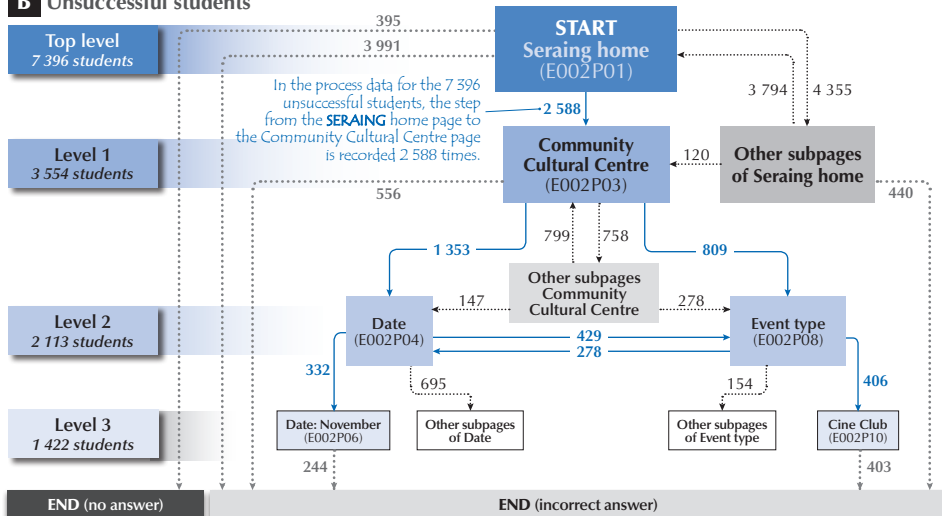 B Unsuccessful students
395
START
Seraing home
(E002P01)
Top level
7 396 students
3 991
In the process data for the 7 396
unsuccessful students, the step
from the SERAING home page to
the Community Cultural Centre page
is recorded 2 588 times.
2 588
3 794
4 355
Level 1
3 554 students
Community
Cultural Centre
(E002P03)
120
Other subpages
of Seraing home
556
440
1 353
799
758
809
Other subpages
Community
Cultural Centre
147
278
Level 2
2 113 students
Date
(E002P04)
429
278
Event type
(E002P08)
332
695
154
406
Level 3
1 422 students
Date: November
(E002P06)
Other subpages
of Date
Other subpages
of Event type
Cine Club
(E002P10)
244
403
END (no answer)
END (incorrect answer)